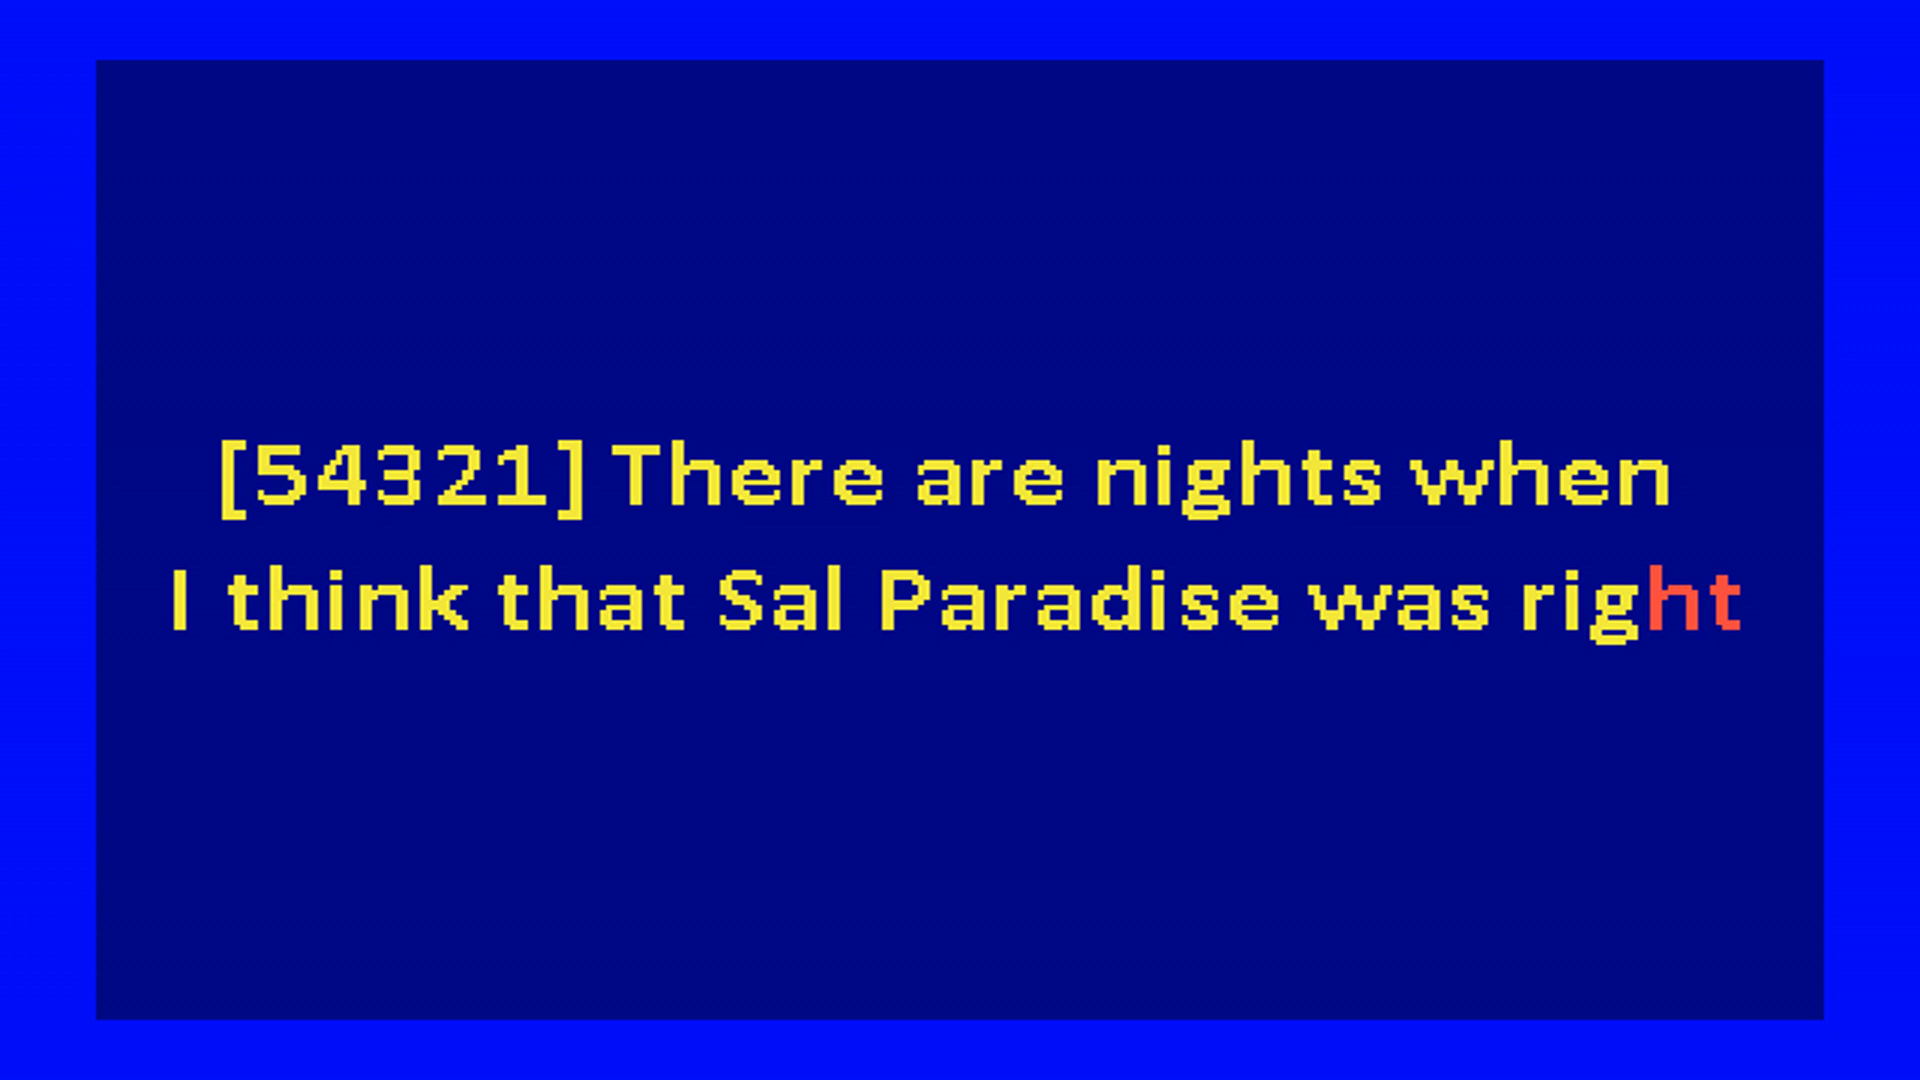 [54321] There are nights when
I think that Sal Paradise was right